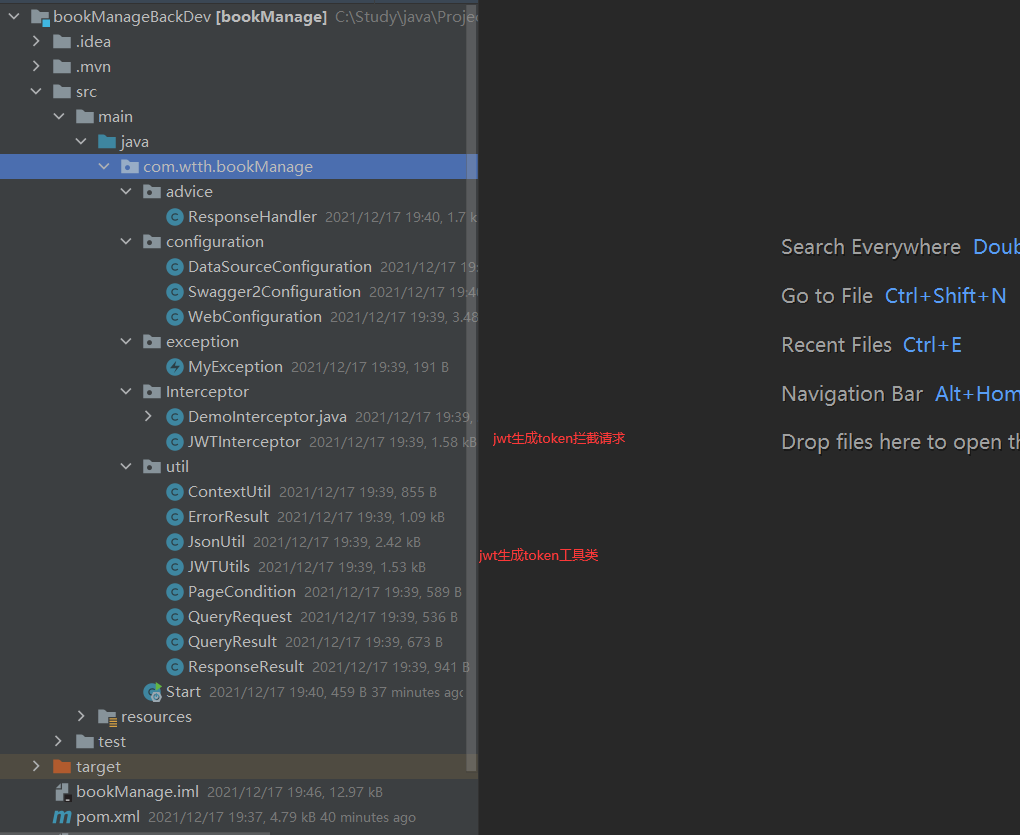 bookManageBackDev [bookManage] C:\Study\java\Proje
.idea
.mvn
src
main
java
com.wtth.bookManage
advice
ResponseHandler 2021/12/17 19:40, 1.7 k
configuration
DataSourceConfiguration 2021/12/17 19:
Swagger2Configuration 2021/12/17 19:40
WebConfiguration 2021/12/17 19:39, 3.48
exception
MyException 2021/12/17 19:39, 191 B
Interceptor
DemoInterceptor.java 2021/12/17 19:39,
JWTInterceptor 2021/12/17 19:39, 1.58 kB
jwt生成token拦截请求
util
ContextUtil 2021/12/17 19:39, 855 B
ErrorResult 2021/12/17 19:39, 1.09 kB
JsonUtil 2021/12/17 19:39, 2.42 kB
jwt生成token工具类
JWTUtils 2021/12/17 19:39, 1.53 kB
PageCondition 2021/12/17 19:39, 589 B
QueryRequest 2021/12/17 19:39, 536 B
QueryResult 2021/12/17 19:39, 673 B
ResponseResult 2021/12/17 19:39, 941 B
Start 2021/12/17 19:40, 459 B 37 minutes ago
resources
test
target
bookManage.iml 2021/12/17 19:46, 12.97 kB
pom.xml 2021/12/17 19:37, 4.79 kB 40 minutes ago
Search Everywhere Doub
Go to File Ctrl+Shift+N
Recent Files Ctrl+E
Navigation Bar Alt+Hom
Drop files here to open th